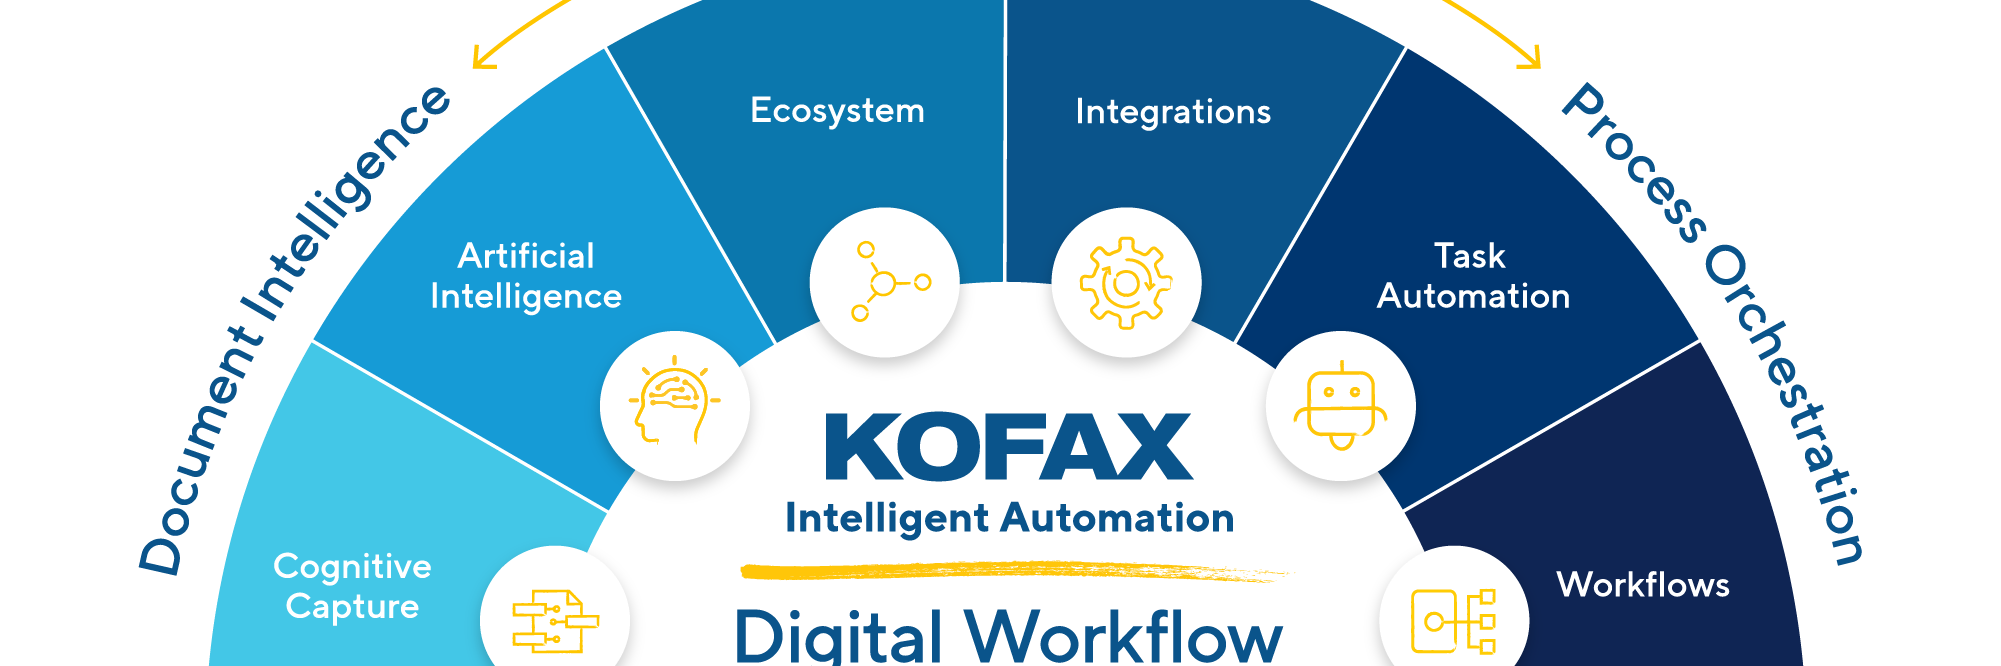 Document Intelligence
Process Orchestration
Ecosystem
Integrations
Artificial
Intelligence
Task
Automation
Cognitive
Capture
Workflows
KOFAX
Intelligent Automation
Digital Workflow